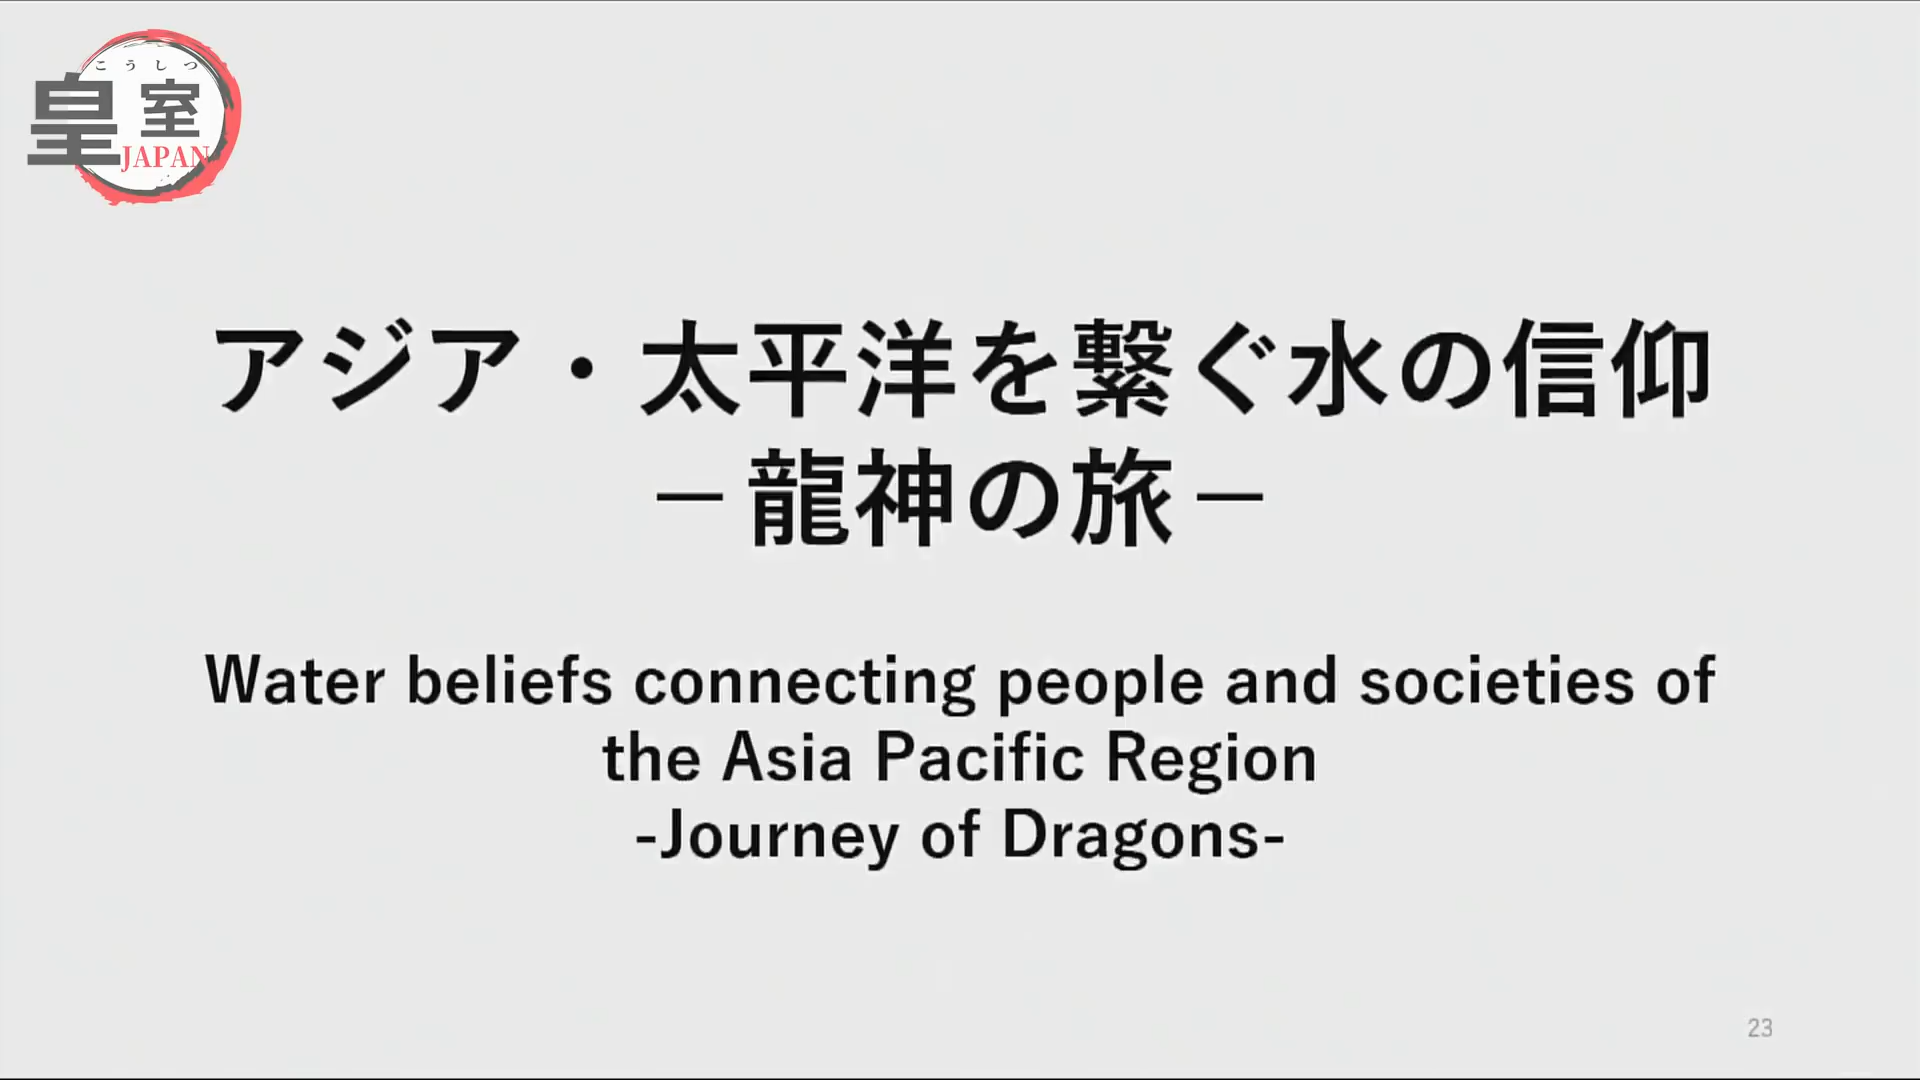 こうしつ
皇室
JAPAN
アジア・太平洋を繋ぐ水の信仰
－龍神の旅－
Water beliefs connecting people and societies of
the Asia Pacific Region
-Journey of Dragons-
23